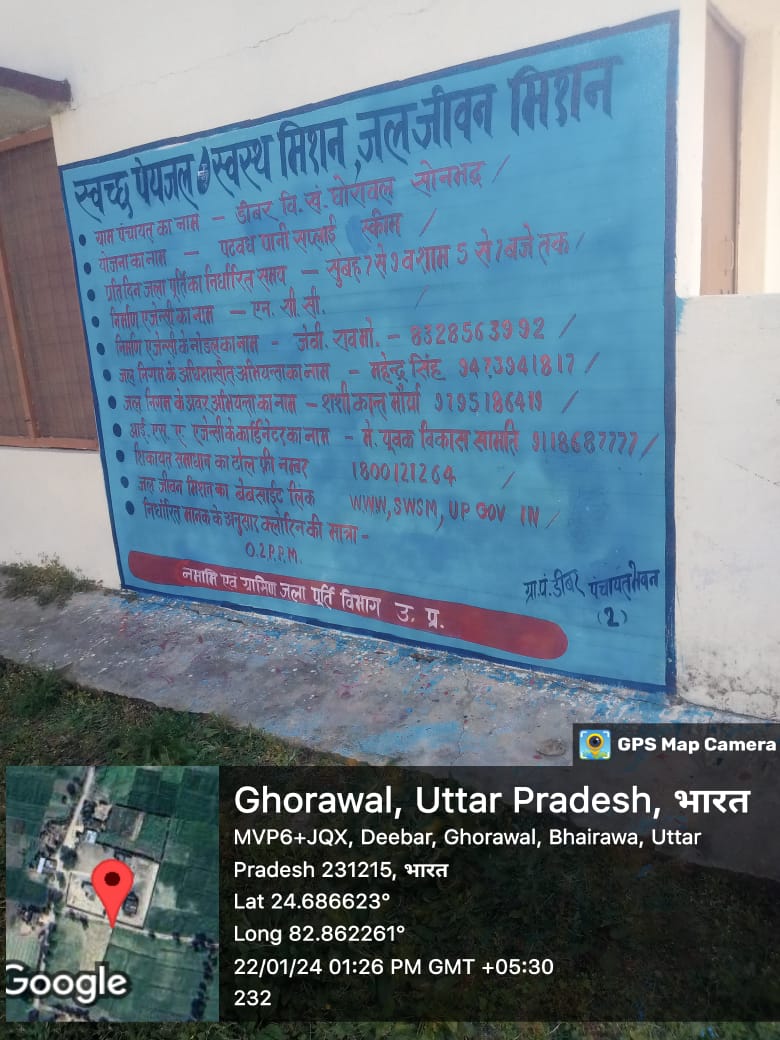 स्वच्छ पेयजल स्वस्थ मिशन, जल जीवन मिशन
ग्राम पंचायत का नाम - डीबर वि. खं. घोरावल सोनभद्र /
योजना का नाम - पटवध पानी सप्लाई स्कीम /
प्रतिदिन जला पूर्ति का निर्धारित समय - सुबह 7 से 9 व शाम 5 से 7 बजे तक /
निर्माण एजेन्सी का नाम - एन. सी. सी. /
निर्माण एजेन्सी के नोडल का नाम - जेवी. रावमो. - 8328563992 /
जल निगम के अधिशासीत अभियन्ता का नाम - महेन्द्र सिंह 9473941817 /
जल निगम के अवर अभियन्ता का नाम - शशी कान्त मौर्या 9795186419 /
आई. एस. ए. एजेन्सी के कार्डिनेटर का नाम - मे. युवक विकास समिति 9118687777 /
शिकायत समाधान का टोल फ्री नम्बर 1800121264 /
जल जीवन मिशन का बेबसाईट लिंक WWW, SWSM, UP GOV IN /
निर्धारित मानक के अनुसार क्लोरिन की मात्रा -
0.2 P.P.M.
नमामि एवं ग्रामिण जला पूर्ति विभाग उ. प्र.
ग्रा. पं. डीबर पंचायत भवन
(2)
GPS Map Camera
Ghorawal, Uttar Pradesh, भारत
MVP6+JQX, Deebar, Ghorawal, Bhairawa, Uttar
Pradesh 231215, भारत
Lat 24.686623°
Long 82.862261°
22/01/24 01:26 PM GMT +05:30
232
Google